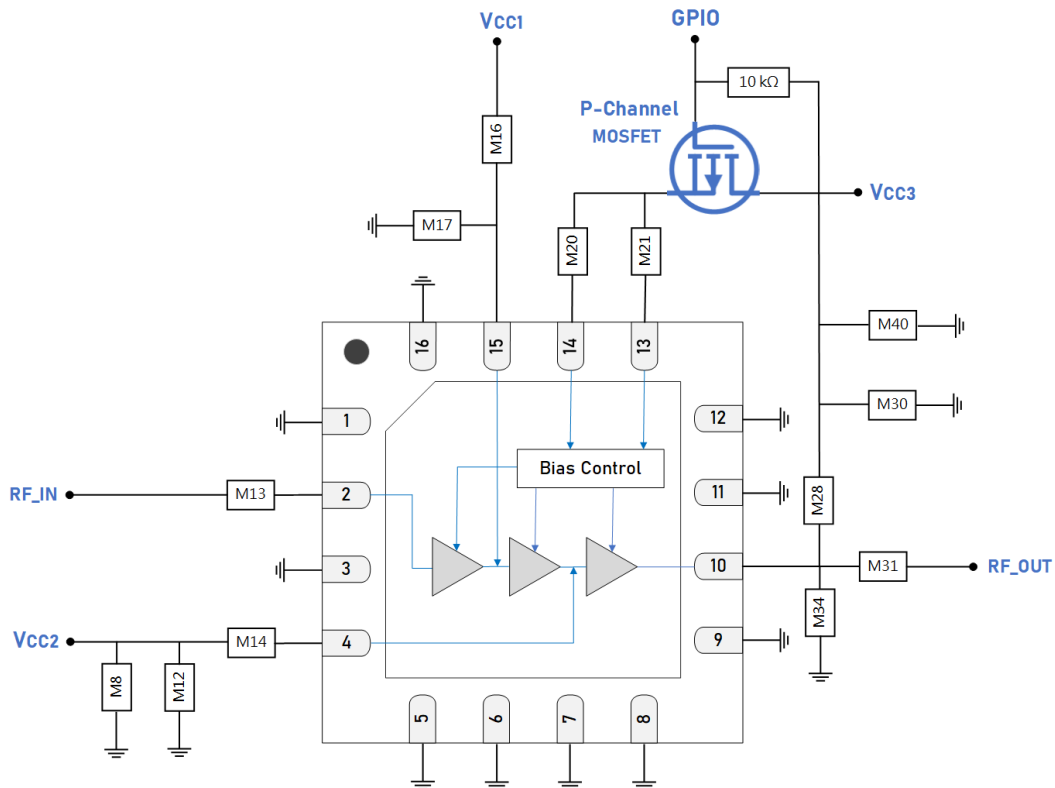 VCC1
GPIO
10 kΩ
P-Channel
MOSFET
M16
VCC3
M17
M20
M21
M40
M30
16
15
14
13
1
12
Bias Control
RF_IN
M13
2
11
M28
3
10
M31
RF_OUT
M34
VCC2
M14
4
9
M8
M12
5
6
7
8